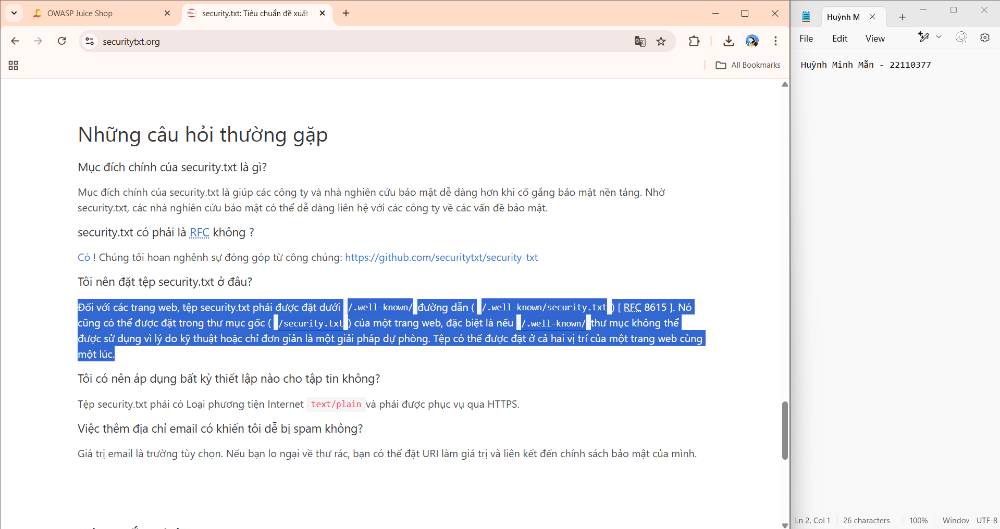 OWASP Juice Shop
security.txt: Tiêu chuẩn đề xuất
securitytxt.org
All Bookmarks
Những câu hỏi thường gặp
Mục đích chính của security.txt là gì?
Mục đích chính của security.txt là giúp các công ty và nhà nghiên cứu bảo mật dễ dàng hơn khi cố gắng bảo mật nền tảng. Nhờ
security.txt, các nhà nghiên cứu bảo mật có thể dễ dàng liên hệ với các công ty về các vấn đề bảo mật.
security.txt có phải là RFC không ?
Có ! Chúng tôi hoan nghênh sự đóng góp từ công chúng: https://github.com/securitytxt/security-txt
Tôi nên đặt tệp security.txt ở đâu?
Đối với các trang web, tệp security.txt phải được đặt dưới /.well-known/ đường dẫn ( /.well-known/security.txt ) [ RFC 8615 ]. Nó
cũng có thể được đặt trong thư mục gốc ( /security.txt ) của một trang web, đặc biệt là nếu /.well-known/ thư mục không thể
được sử dụng vì lý do kỹ thuật hoặc chỉ đơn giản là một giải pháp dự phòng. Tệp có thể được đặt ở cả hai vị trí của một trang web cùng
một lúc.
Tôi có nên áp dụng bất kỳ thiết lập nào cho tập tin không?
Tệp security.txt phải có Loại phương tiện Internet text/plain và phải được phục vụ qua HTTPS.
Việc thêm địa chỉ email có khiến tôi dễ bị spam không?
Giá trị email là trường tùy chọn. Nếu bạn lo ngại về thư rác, bạn có thể đặt URI làm giá trị và liên kết đến chính sách bảo mật của mình.
Huỳnh M
File Edit View
Huỳnh Minh Mẫn - 22110377
Ln 2, Col 1 26 characters 100% Window UTF-8